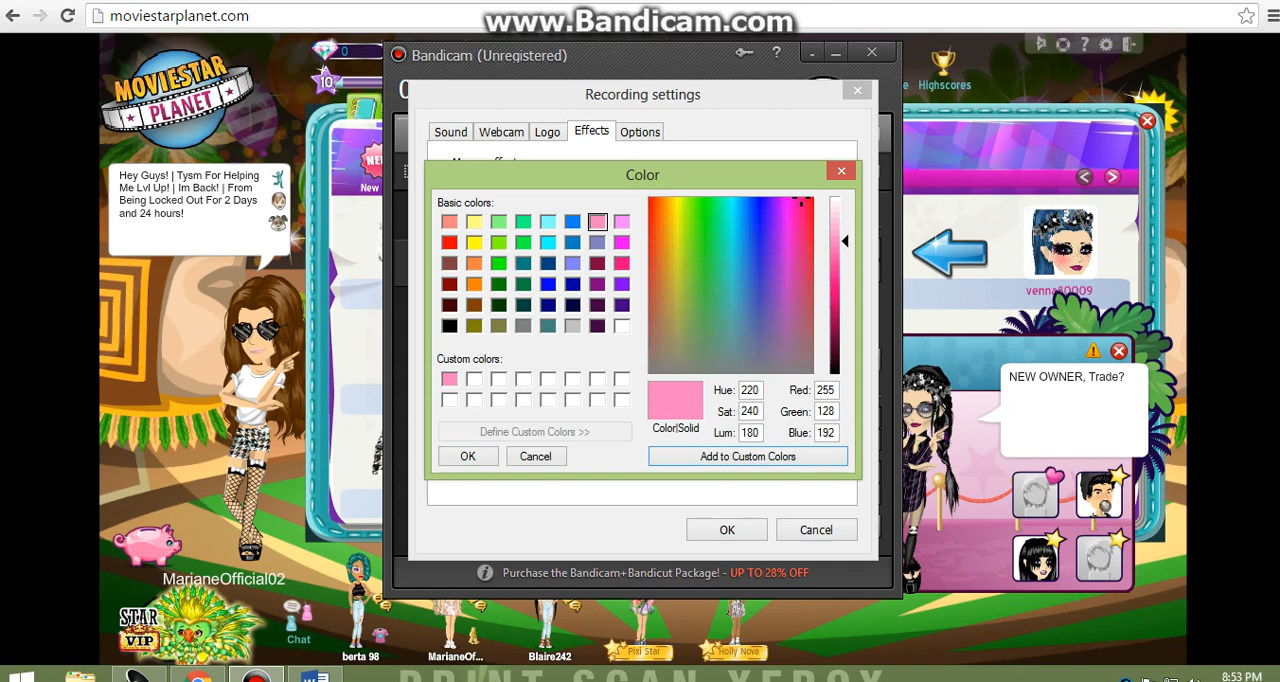 moviestarplanet.com
www.Bandicam.com
MOVIESTAR
PLANET
0
10
Bandicam (Unregistered)
?
Highscores
Recording settings
Sound
Webcam
Logo
Effects
Options
Color
Hey Guys! | Tysm For Helping
Me Lvl Up! | Im Back! | From
Being Locked Out For 2 Days
and 24 hours!
New
Basic colors:
Custom colors:
Define Custom Colors >>
OK
Cancel
Hue: 220
Sat: 240
Lum: 180
Red: 255
Green: 128
Blue: 192
Color|Solid
Add to Custom Colors
OK
Cancel
Purchase the Bandicam+Bandicut Package! - UP TO 28% OFF
NEW OWNER, Trade?
MarianeOfficial02
STAR
VIP
Chat
berta 98
MarianeOf...
Blaire242
Pixi Star
Holly Nova
PRINT SCAN XEROX
8:53 PM